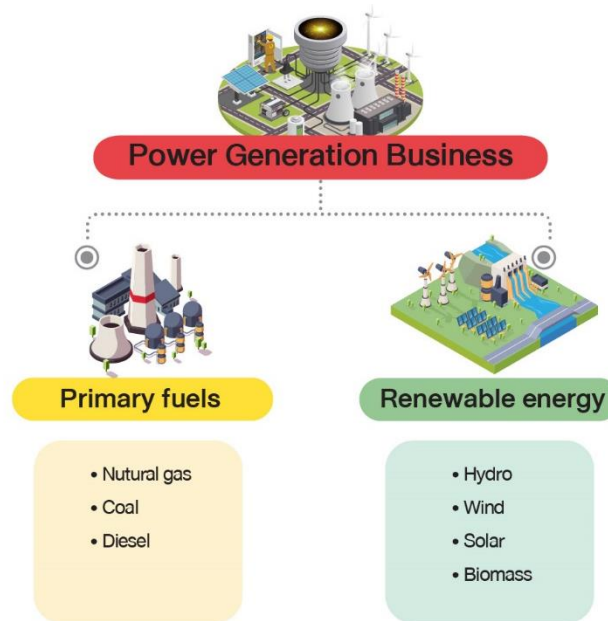 Power Generation Business
Primary fuels
• Nutural gas
• Coal
• Diesel
Renewable energy
• Hydro
• Wind
• Solar
• Biomass